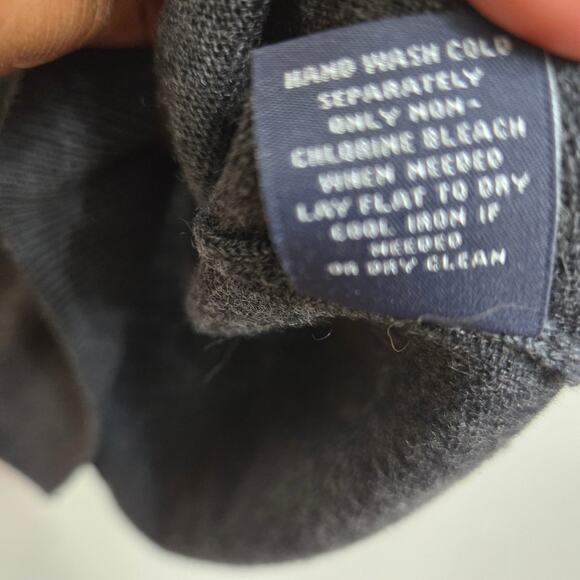 HAND WASH COLD
SEPARATELY
ONLY NON-
CHLORINE BLEACH
WHEN NEEDED
LAY FLAT TO DRY
COOL IRON IF
NEEDED
OR DRY CLEAN